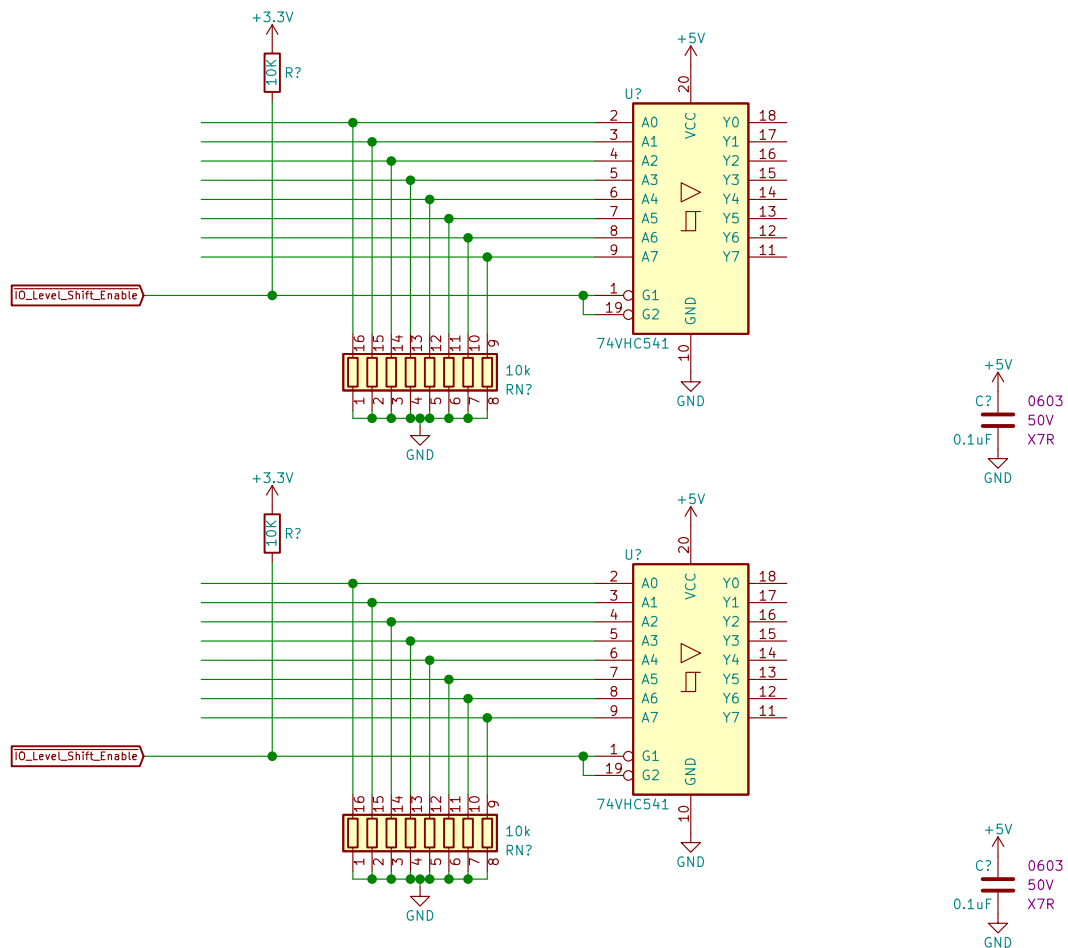 +3.3V
10K
R?
+5V
20
U?
VCC
2 A0 Y0 18
3 A1 Y1 17
4 A2 Y2 16
5 A3 Y3 15
6 A4 Y4 14
7 A5 Y5 13
8 A6 Y6 12
9 A7 Y7 11
IO_Level_Shift_Enable
1 G1
19 G2
GND
74VHC541
10
GND
16 15 14 13 12 11 10 9
10k
RN?
1 2 3 4 5 6 7 8
GND
+5V
C?
0.1uF
0603
50V
X7R
GND
+3.3V
10K
R?
+5V
20
U?
VCC
2 A0 Y0 18
3 A1 Y1 17
4 A2 Y2 16
5 A3 Y3 15
6 A4 Y4 14
7 A5 Y5 13
8 A6 Y6 12
9 A7 Y7 11
IO_Level_Shift_Enable
1 G1
19 G2
GND
74VHC541
10
GND
16 15 14 13 12 11 10 9
10k
RN?
1 2 3 4 5 6 7 8
GND
+5V
C?
0.1uF
0603
50V
X7R
GND